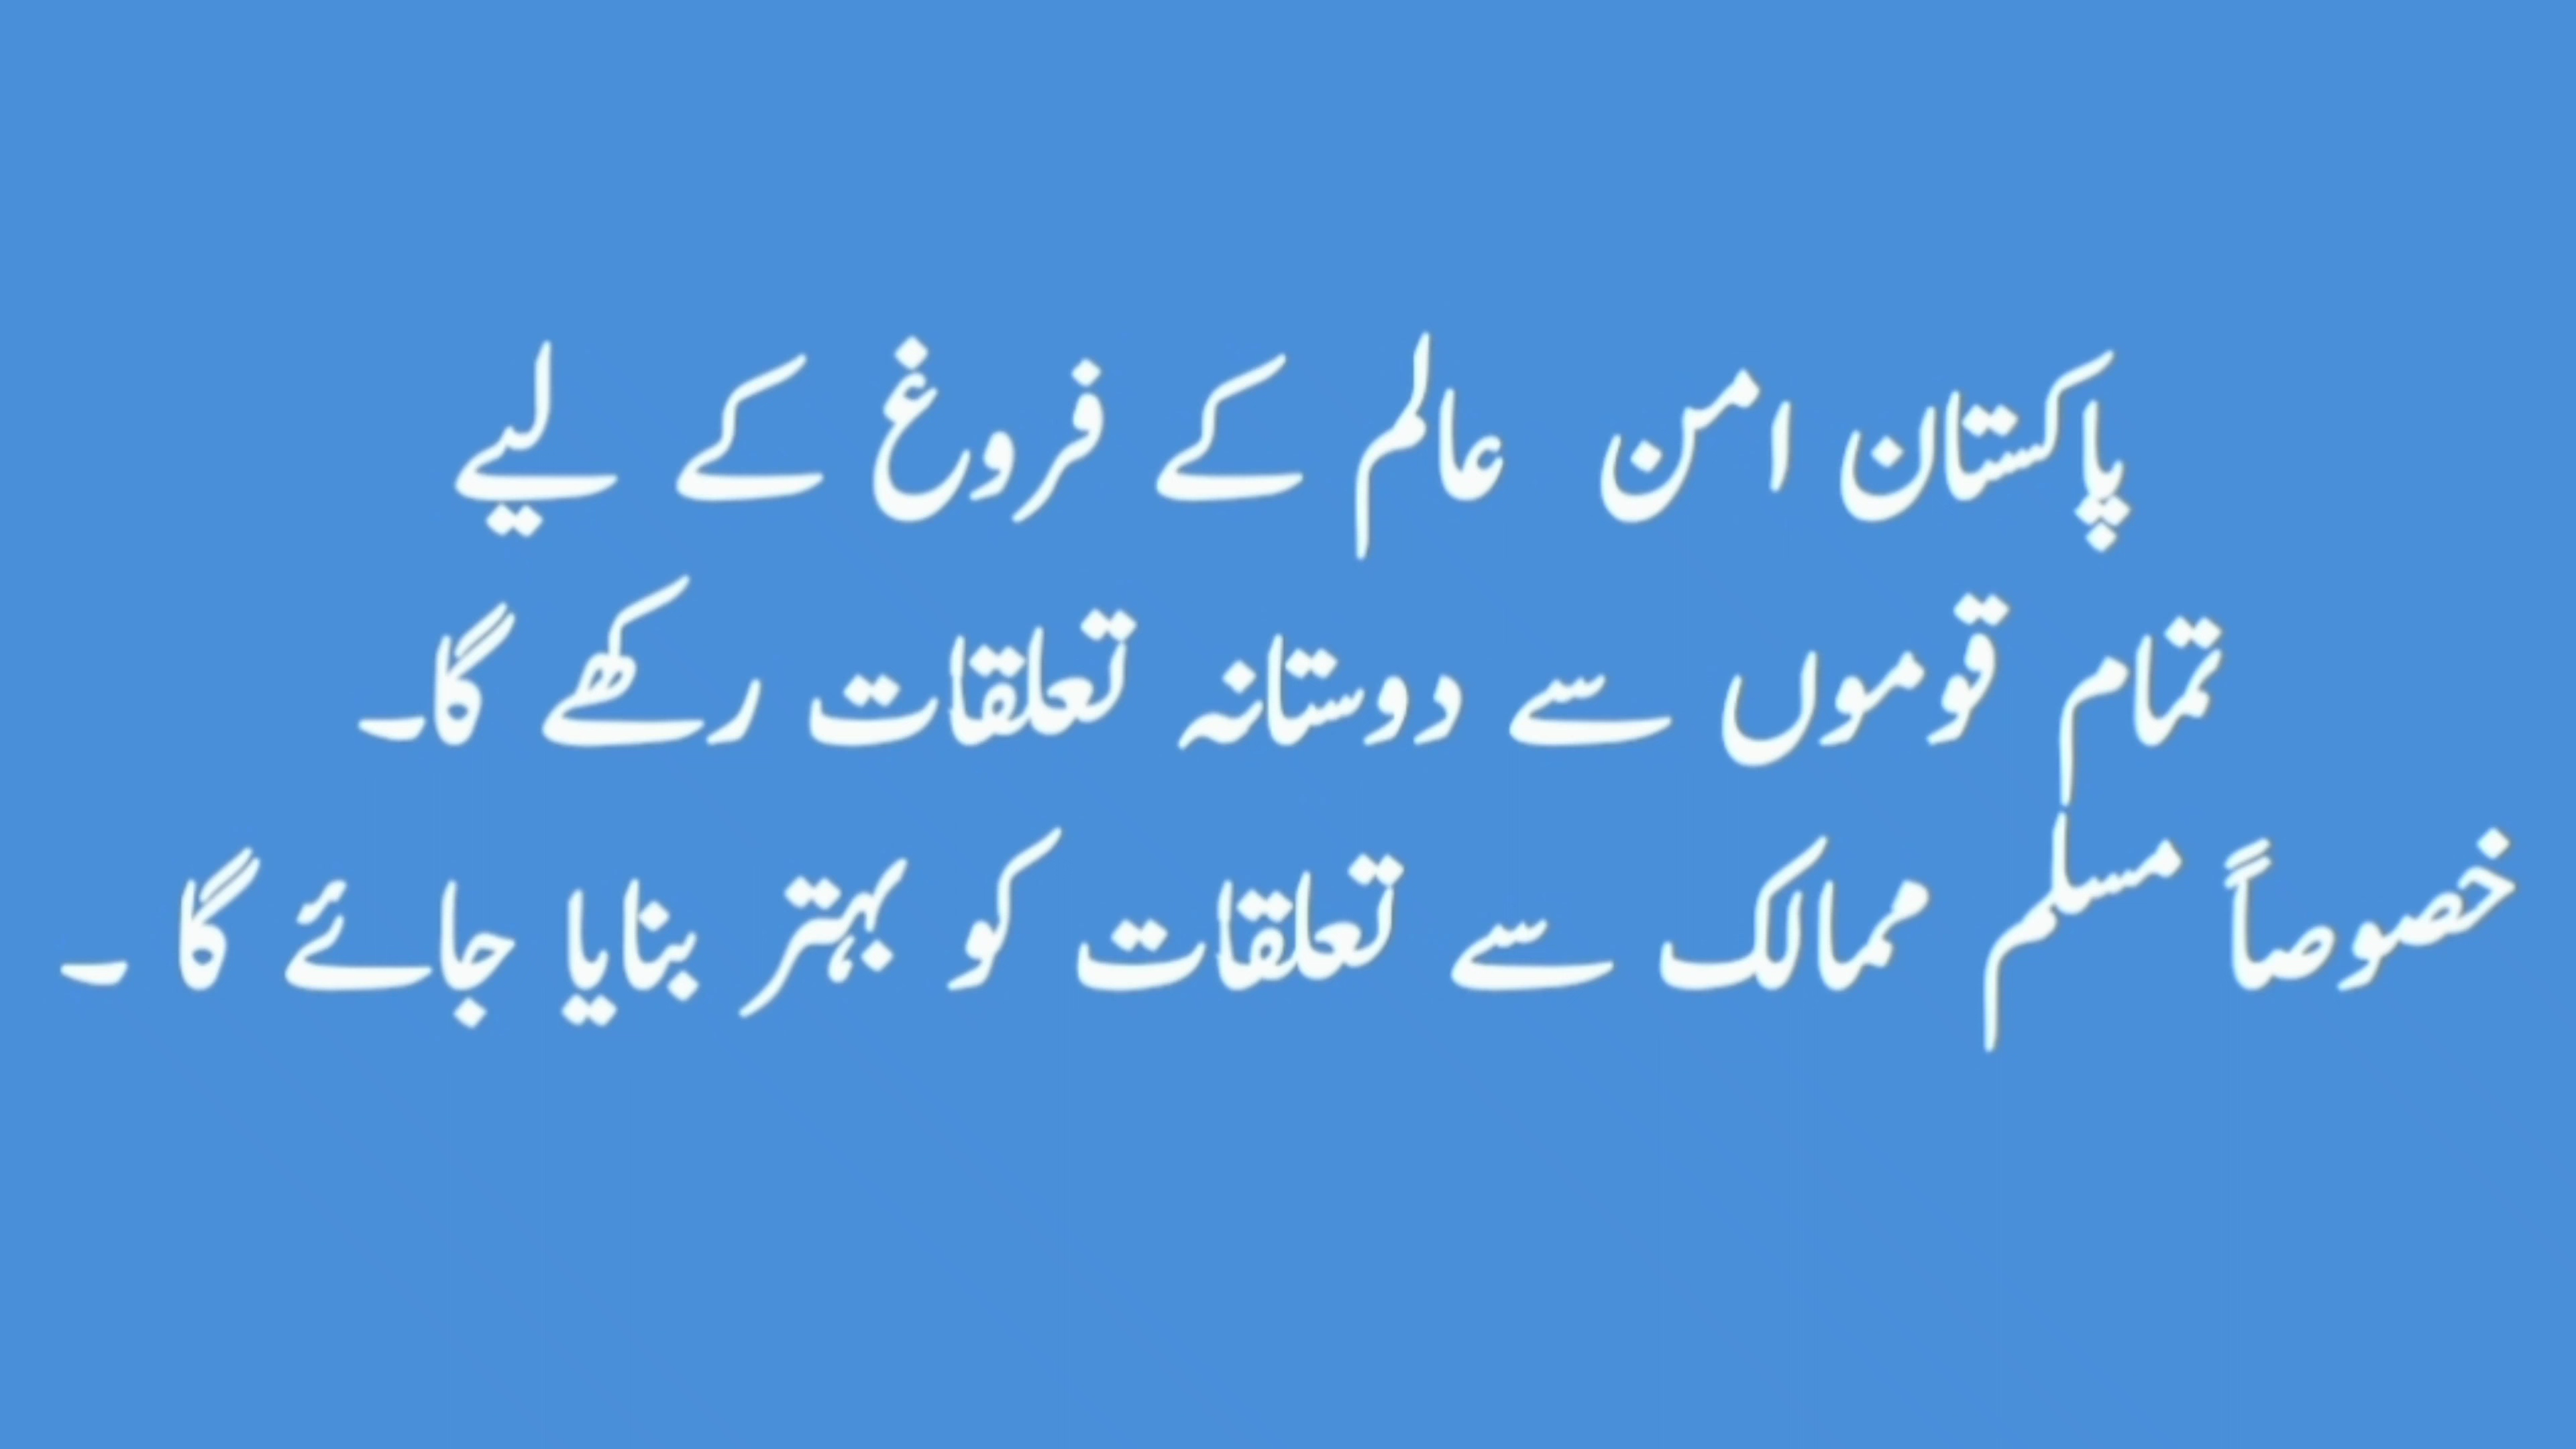 پاکستان امن عالم کے فروغ کے لیے
تمام قوموں سے دوستانہ تعلقات رکھے گا۔
خصوصاً مسلم ممالک سے تعلقات کو بہتر بنایا جائے گا ۔